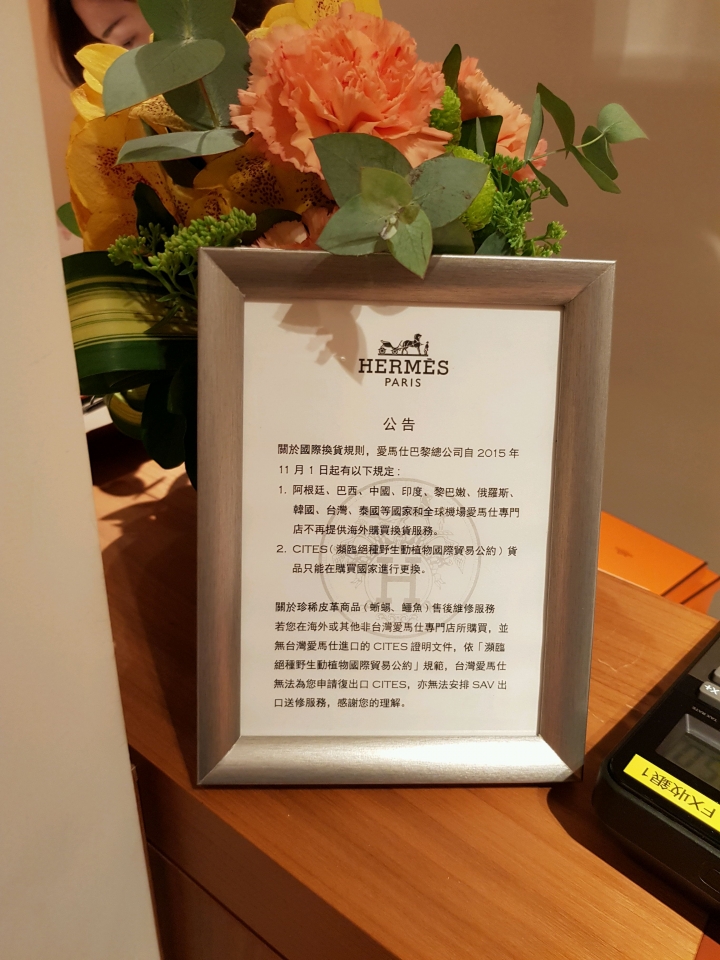 HERMÈS
PARIS
公告
關於國際換貨規則，愛馬仕巴黎總公司自 2015 年
11 月 1 日起有以下規定：
1. 阿根廷、巴西、中國、印度、黎巴嫩、俄羅斯、
韓國、台灣、泰國等國家和全球機場愛馬仕專門
店不再提供海外購買換貨服務。
2. CITES（瀕臨絕種野生動植物國際貿易公約）貨
品只能在購買國家進行更換。
關於珍稀皮革商品（蜥蜴、鱷魚）售後維修服務
若您在海外或其他非台灣愛馬仕專門店所購買，並
無台灣愛馬仕進口的 CITES 證明文件，依「瀕臨
絕種野生動植物國際貿易公約」規範，台灣愛馬仕
無法為您申請復出口 CITES，亦無法安排 SAV 出
口送修服務，感謝您的理解。
FX收銀1